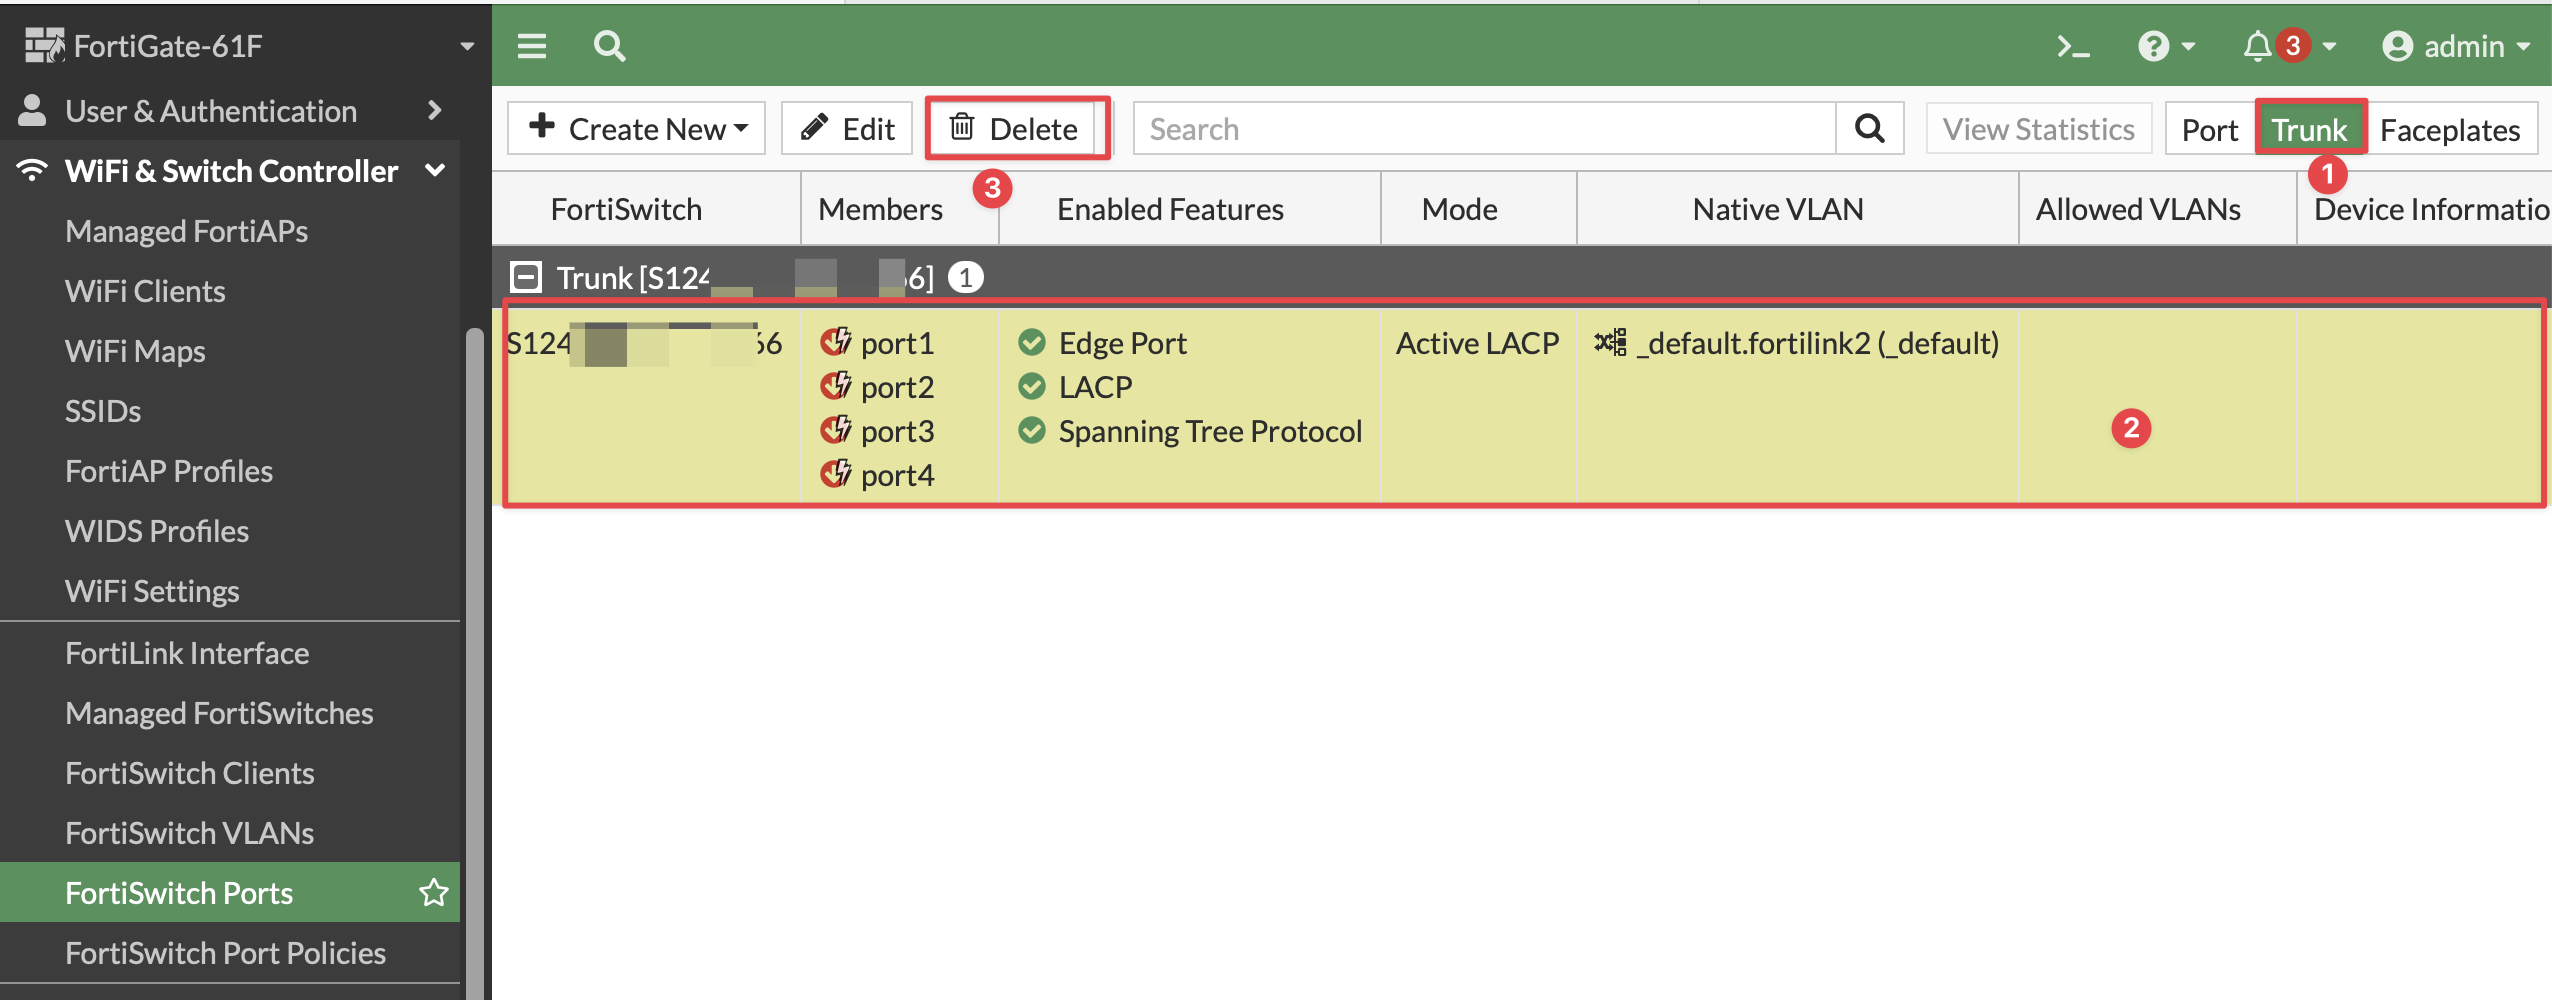 FortiGate-61F
3
admin
User & Authentication
WiFi & Switch Controller
Managed FortiAPs
WiFi Clients
WiFi Maps
SSIDs
FortiAP Profiles
WIDS Profiles
WiFi Settings
FortiLink Interface
Managed FortiSwitches
FortiSwitch Clients
FortiSwitch VLANs
FortiSwitch Ports
FortiSwitch Port Policies
Create New Edit Delete Search View Statistics Port Trunk Faceplates
3 1
FortiSwitch Members Enabled Features Mode Native VLAN Allowed VLANs Device Informatio
Trunk [S124 6] 1
S124 66 port1 Edge Port Active LACP _default.fortilink2 (_default)
port2 LACP
port3 Spanning Tree Protocol 2
port4